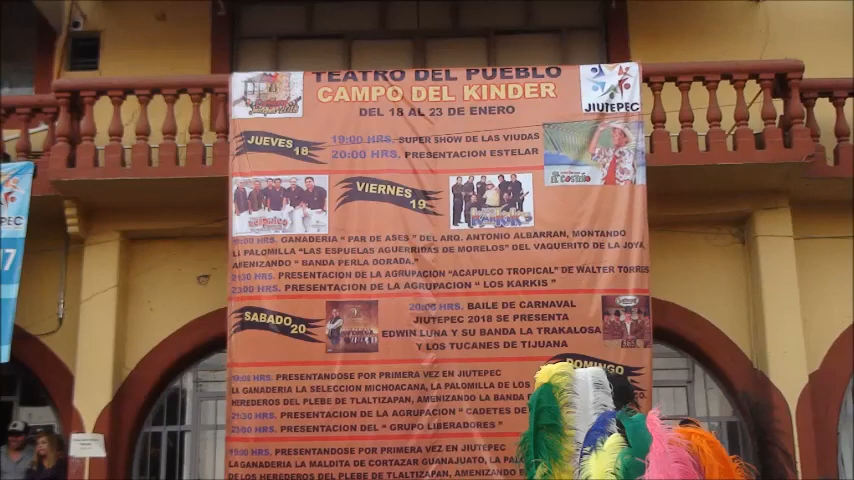 TEATRO DEL PUEBLO
CAMPO DEL KINDER
DEL 18 AL 23 DE ENERO
JIUTEPEC
JUEVES 18
19:00 HRS. SUPER SHOW DE LAS VIUDAS
20:00 HRS. PRESENTACION ESTELAR
VIERNES 19
GANADERIA " PAR DE ASES " DEL ARQ. ANTONIO ALBARRAN, MONTANDO
LA PALOMILLA "LAS ESPUELAS AGUERRIDAS DE MORELOS" DEL VAQUERITO DE LA JOYA,
AMENIZANDO " BANDA PERLA DORADA."
21:30 HRS. PRESENTACION DE LA AGRUPACION "ACAPULCO TROPICAL" DE WALTER TORRES
23:00 HRS. PRESENTACION DE LA AGRUPACION " LOS KARKIS "
SABADO 20
20:00 HRS. BAILE DE CARNAVAL
JIUTEPEC 2018 SE PRESENTA
EDWIN LUNA Y SU BANDA LA TRAKALOSA
Y LOS TUCANES DE TIJUANA
DOMINGO
19:00 HRS. PRESENTANDOSE POR PRIMERA VEZ EN JIUTEPEC
LA GANADERIA LA SELECCION MICHOACANA, LA PALOMILLA DE LOS
HEREDEROS DEL PLEBE DE TLALTIZAPAN, AMENIZANDO LA BANDA
21:30 HRS. PRESENTACION DE LA AGRUPACION " CADETES DE
23:00 HRS. PRESENTACION DEL " GRUPO LIBERADORES "
19:00 HRS. PRESENTANDOSE POR PRIMERA VEZ EN JIUTEPEC
LA GANADERIA LA MALDITA DE CORTAZAR GUANAJUATO, LA
DE LOS HEREDEROS DEL PLEBE DE TLALTIZAPAN, AMENIZANDO